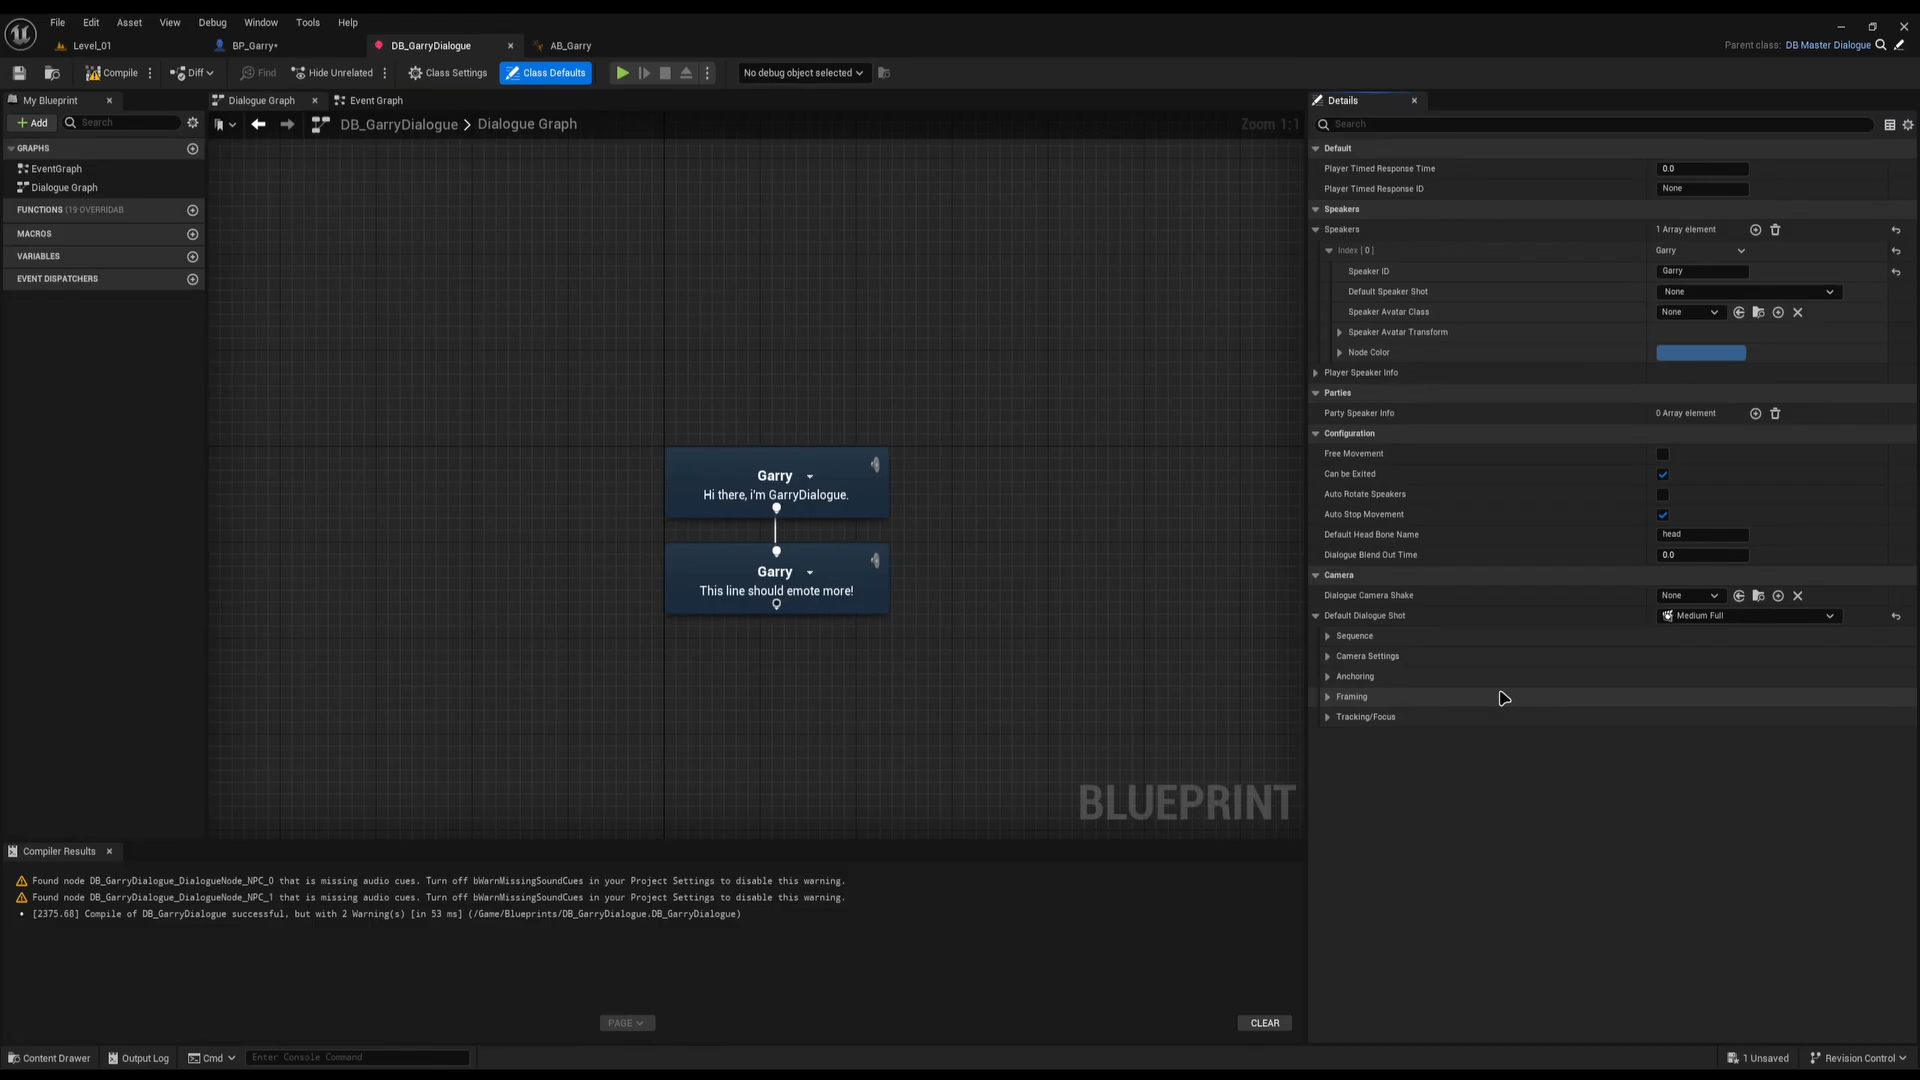 File Edit Asset View Debug Window Tools Help
Level_01 BP_Garry* DB_GarryDialogue AB_Garry
Parent class: DB Master Dialogue
Compile Diff Find Hide Unrelated Class Settings Class Defaults No debug object selected
My Blueprint
Add Search
GRAPHS
EventGraph
Dialogue Graph
FUNCTIONS (19 OVERRIDAB
MACROS
VARIABLES
EVENT DISPATCHERS
Dialogue Graph Event Graph
DB_GarryDialogue > Dialogue Graph Zoom 1:1
Garry
Hi there, i'm GarryDialogue.
Garry
This line should emote more!
BLUEPRINT
Details
Search
Default
Player Timed Response Time 0.0
Player Timed Response ID None
Speakers
Speakers 1 Array element
Index [ 0 ] Garry
Speaker ID Garry
Default Speaker Shot None
Speaker Avatar Class None
Speaker Avatar Transform
Node Color
Player Speaker Info
Parties
Party Speaker Info 0 Array element
Configuration
Free Movement
Can be Exited
Auto Rotate Speakers
Auto Stop Movement
Default Head Bone Name head
Dialogue Blend Out Time 0.0
Camera
Dialogue Camera Shake None
Default Dialogue Shot Medium Full
Sequence
Camera Settings
Anchoring
Framing
Tracking/Focus
Compiler Results
Found node DB_GarryDialogue_DialogueNode_NPC_0 that is missing audio cues. Turn off bWarnMissingSoundCues in your Project Settings to disable this warning.
Found node DB_GarryDialogue_DialogueNode_NPC_1 that is missing audio cues. Turn off bWarnMissingSoundCues in your Project Settings to disable this warning.
• [2375.68] Compile of DB_GarryDialogue successful, but with 2 Warning(s) [in 53 ms] (/Game/Blueprints/DB_GarryDialogue.DB_GarryDialogue)
PAGE CLEAR
Content Drawer Output Log Cmd Enter Console Command 1 Unsaved Revision Control